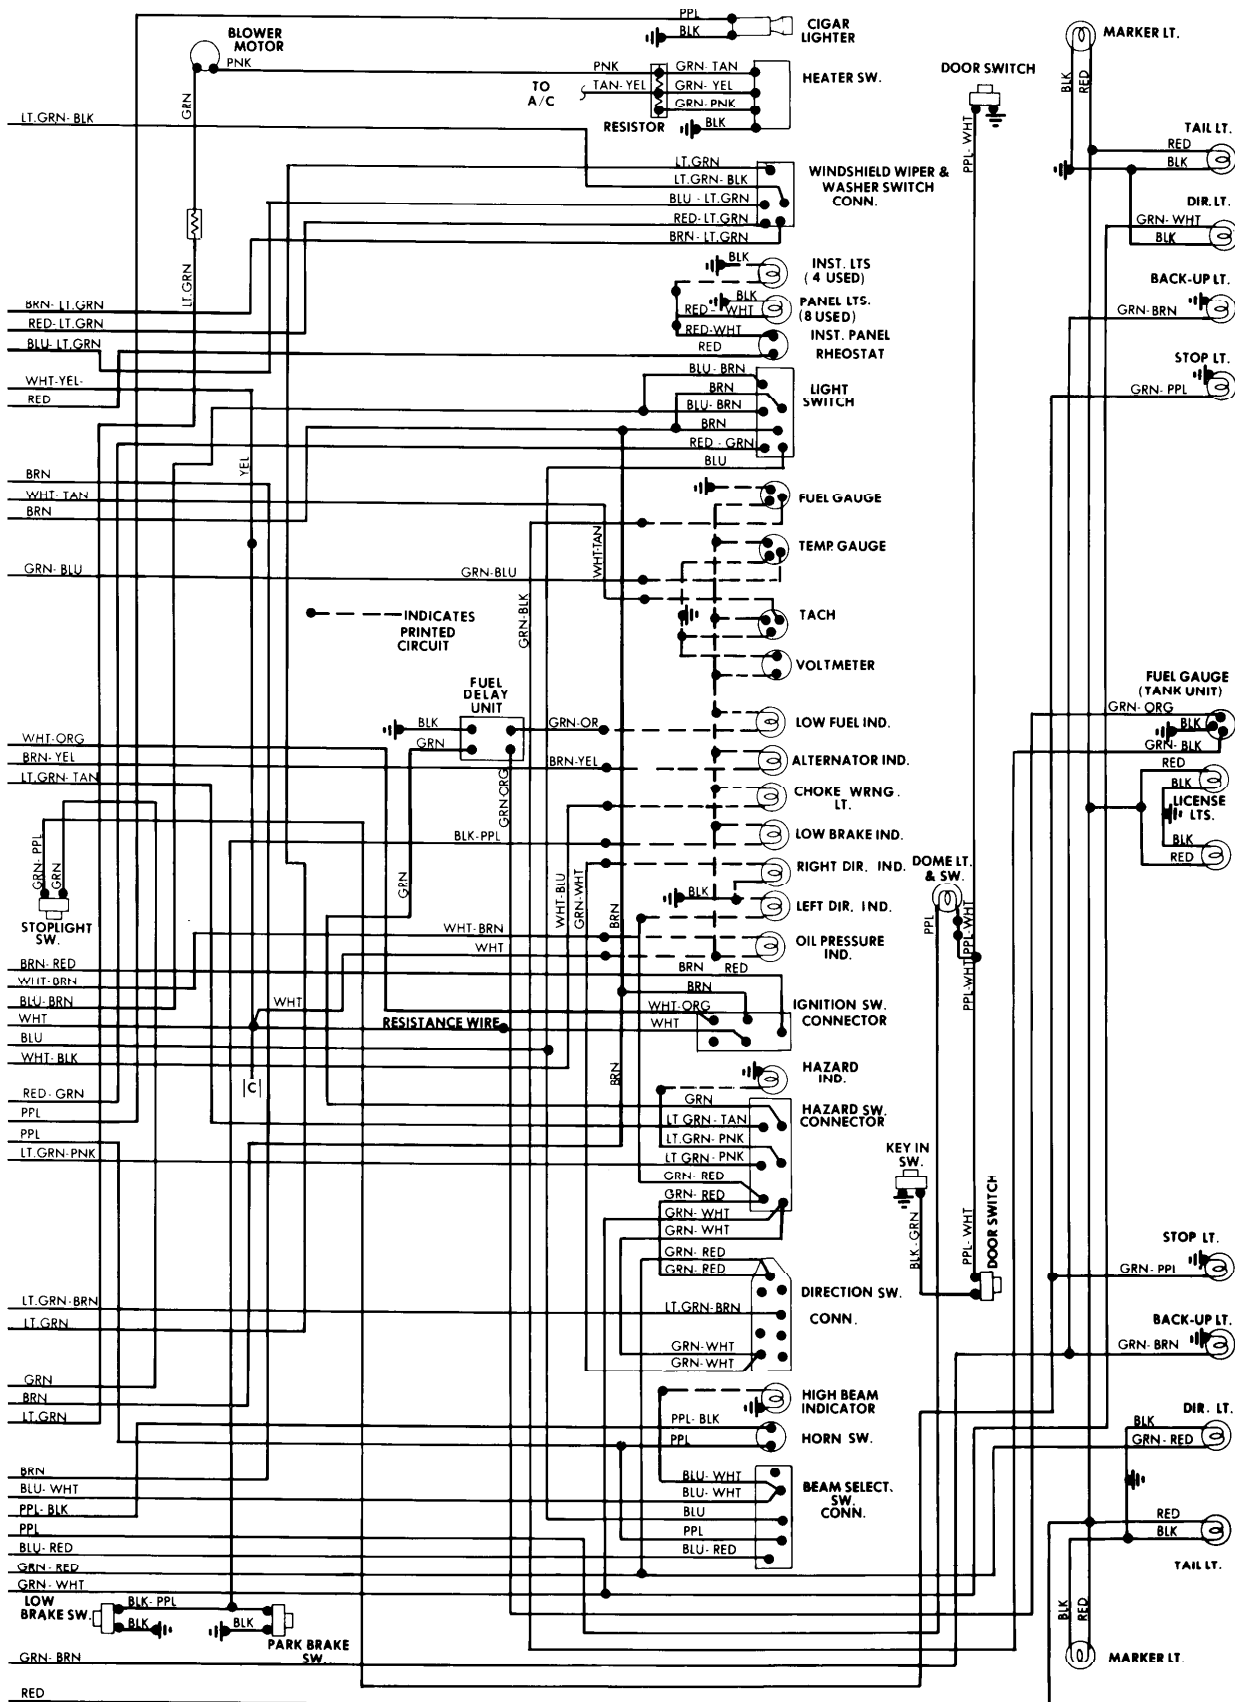 PPL
BLK
CIGAR
LIGHTER
BLOWER
MOTOR
PNK
PNK
GRN-TAN
TO
A/C
TAN-YEL
GRN-YEL
GRN-PNK
RESISTOR
BLK
HEATER SW.
DOOR SWITCH
MARKER LT.
BLK
RED
GRN
LT.GRN-BLK
PPL-WHT
TAIL LT.
RED
BLK
LT.GRN
LT.GRN-BLK
BLU-LT.GRN
RED-LT.GRN
BRN-LT.GRN
WINDSHIELD WIPER &
WASHER SWITCH
CONN.
DIR. LT.
GRN-WHT
BLK
LT.GRN
BLK
INST. LTS
(4 USED)
BLK
RED-WHT
PANEL LTS.
(8 USED)
RED-WHT
RED
INST. PANEL
RHEOSTAT
BACK-UP LT.
GRN-BRN
BRN-LT.GRN
RED-LT.GRN
BLU-LT.GRN
WHT-YEL-
RED
STOP LT.
GRN-PPL
BLU-BRN
BRN
BLU-BRN
BRN
RED-GRN
BLU
LIGHT
SWITCH
YEL
BRN
WHT-TAN
BRN
FUEL GAUGE
WHT-TAN
TEMP. GAUGE
GRN-BLU
GRN-BLU
GRN-BLK
INDICATES
PRINTED
CIRCUIT
TACH
VOLTMETER
FUEL
DELAY
UNIT
BLK
GRN
GRN-OR
GRN-ORG
LOW FUEL IND.
FUEL GAUGE
(TANK UNIT)
GRN-ORG
BLK
GRN-BLK
WHT-ORG
BRN-YEL
LT.GRN-TAN
BRN-YEL
ALTERNATOR IND.
RED
BLK
LICENSE
LTS.
BLK
RED
CHOKE WRNG.
LT.
BLK-PPL
LOW BRAKE IND.
GRN-PPL
GRN
STOPLIGHT
SW.
GRN
WHT-BLU
GRN-WHT
BRN
RIGHT DIR. IND.
DOME LT.
& SW.
BLK
LEFT DIR. IND.
PPL
PPL-WHT
PPL-WHT
WHT-BRN
WHT
OIL PRESSURE
IND.
BRN-RED
WHT-BRN
BLU-BRN
WHT
BLU
WHT-BLK
WHT
BRN
RED
BRN
WHT-ORG
WHT
IGNITION SW.
CONNECTOR
RESISTANCE WIRE
C
BRN
HAZARD
IND.
RED-GRN
PPL
PPL
LT.GRN-PNK
GRN
LT GRN-TAN
LT.GRN-PNK
LT GRN-PNK
GRN-RED
GRN-RED
GRN-WHT
GRN-WHT
GRN-RED
GRN-RED
HAZARD SW.
CONNECTOR
KEY IN
SW.
BLK-GRN
PPL-WHT
DOOR SWITCH
STOP LT.
GRN-PPL
DIRECTION SW.
CONN.
LT.GRN-BRN
LT.GRN
LT.GRN-BRN
GRN-WHT
GRN-WHT
BACK-UP LT.
GRN-BRN
GRN
BRN
LT.GRN
HIGH BEAM
INDICATOR
PPL-BLK
PPL
HORN SW.
DIR. LT.
BLK
GRN-RED
BRN
BLU-WHT
PPL-BLK
PPL
BLU-RED
GRN-RED
GRN-WHT
BLU-WHT
BLU-WHT
BLU
PPL
BLU-RED
BEAM SELECT.
SW.
CONN.
RED
BLK
TAIL LT.
LOW
BRAKE SW.
BLK-PPL
BLK
BLK
PARK BRAKE
SW.
BLK
RED
MARKER LT.
GRN-BRN
RED